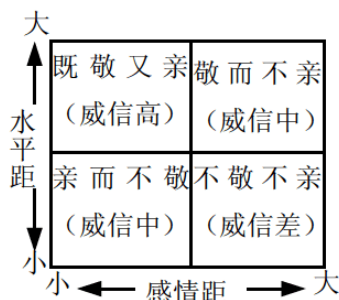 大
既敬又亲 敬而不亲
（威信高） （威信中）
水平距
亲而不敬 不敬不亲
（威信中） （威信差）
小
小 感情距 大